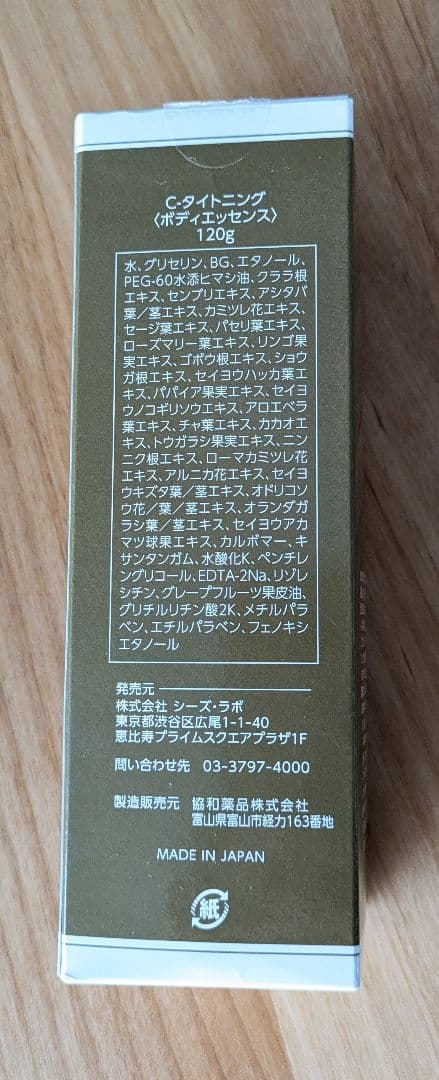 C-タイトニング
〈ボディエッセンス〉
120g
水、グリセリン、BG、エタノール、
PEG-60水添ヒマシ油、クララ根
エキス、センブリエキス、アシタバ
葉／茎エキス、カミツレ花エキス、
セージ葉エキス、パセリ葉エキス、
ローズマリー葉エキス、リンゴ果
実エキス、ゴボウ根エキス、ショウ
ガ根エキス、セイヨウハッカ葉エ
キス、パパイア果実エキス、セイヨ
ウノコギリソウエキス、アロエベラ
葉エキス、チャ葉エキス、カカオエ
キス、トウガラシ果実エキス、ニン
ニク根エキス、ローマカミツレ花
エキス、アルニカ花エキス、セイヨ
ウキズタ葉／茎エキス、オドリコソ
ウ花／葉／茎エキス、オランダガ
ラシ葉／茎エキス、セイヨウアカ
マツ球果エキス、カルボマー、キ
サンタンガム、水酸化K、ペンチレ
ングリコール、EDTA-2Na、リゾレ
シチン、グレープフルーツ果皮油、
グリチルリチン酸2K、メチルパラ
ベン、エチルパラベン、フェノキシ
エタノール
発売元
株式会社 シーズ・ラボ
東京都渋谷区広尾1-1-40
恵比寿プライムスクエアプラザ1F
問い合わせ先 03-3797-4000
製造販売元 協和薬品株式会社
富山県富山市経力163番地
MADE IN JAPAN
紙